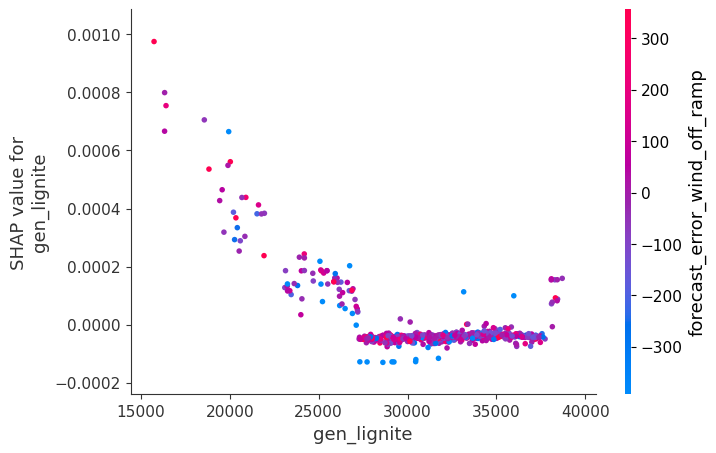 0.0010
0.0008
0.0006
0.0004
0.0002
0.0000
−0.0002
SHAP value for
gen_lignite
15000 20000 25000 30000 35000 40000
gen_lignite
300
200
100
0
−100
−200
−300
forecast_error_wind_off_ramp